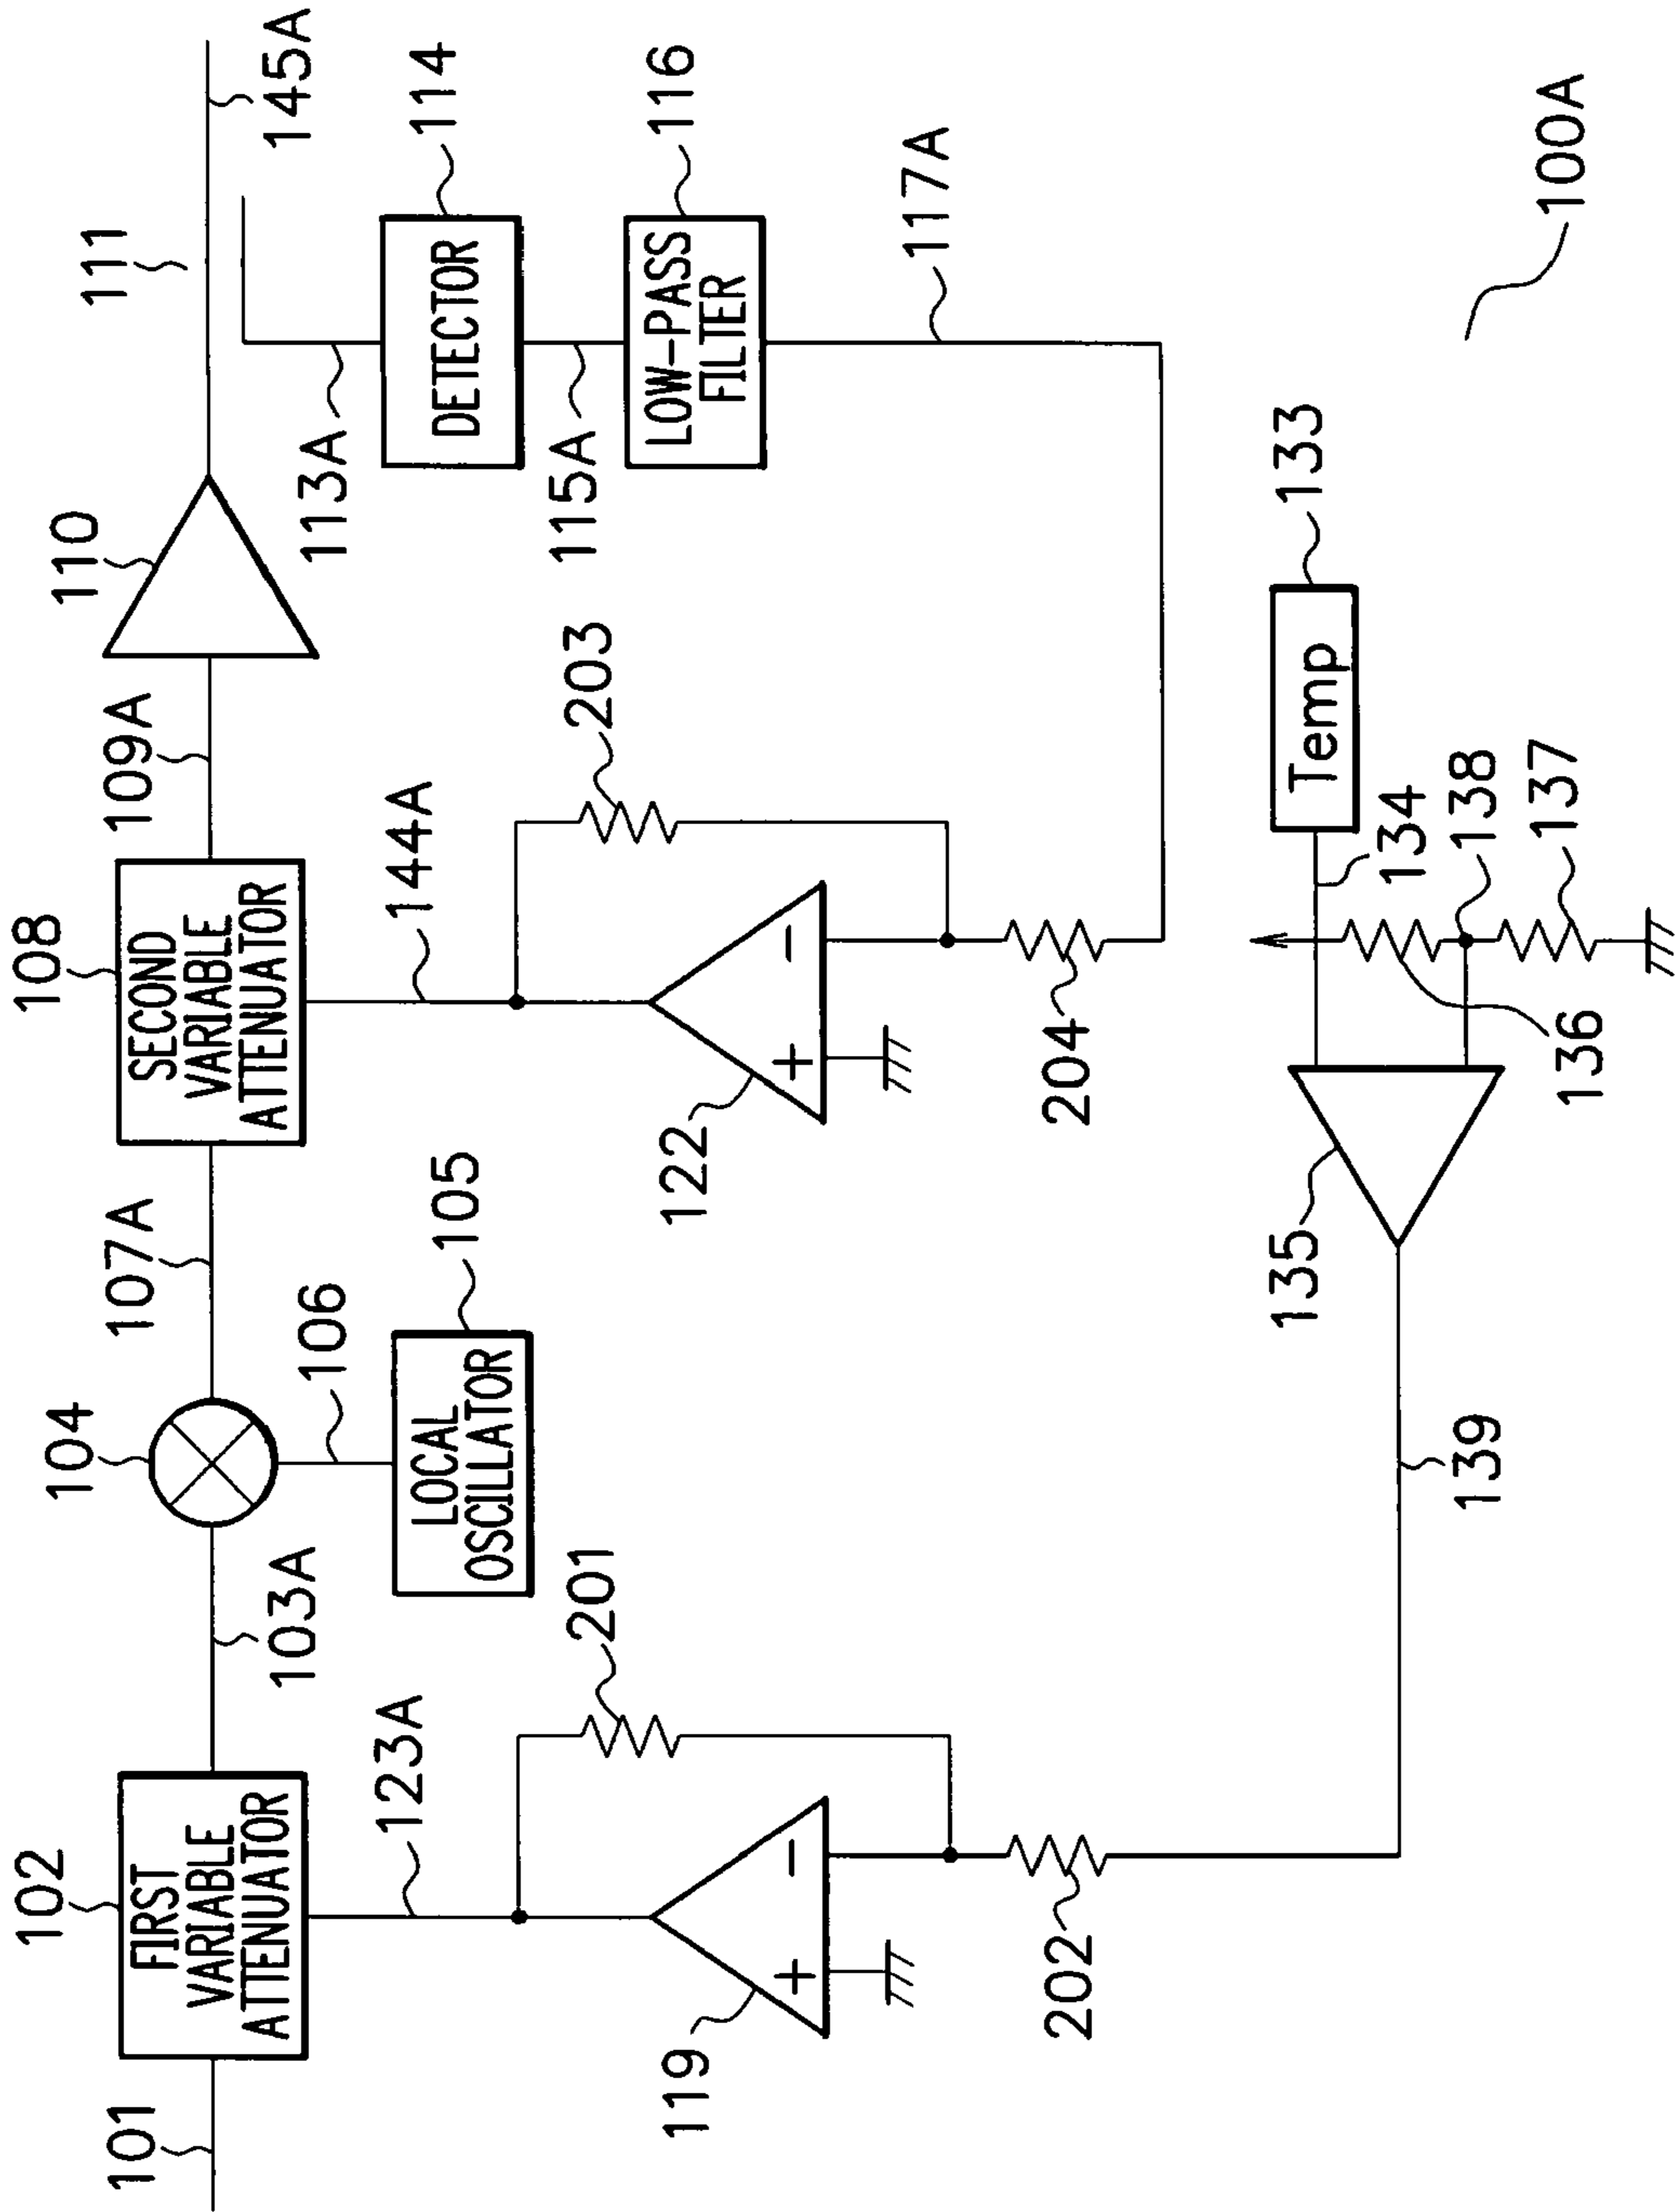 101
102
FIRST
VARIABLE
ATTENUATOR
103A
104
106
LOCAL
OSCILLATOR
105
107A
108
SECOND
VARIABLE
ATTENUATOR
109A
110
111
145A
113A
DETECTOR
114
115A
LOW-PASS
FILTER
116
117A
123A
201
119
+
−
202
144A
203
122
+
−
204
Temp
133
134
138
137
136
135
139
100A